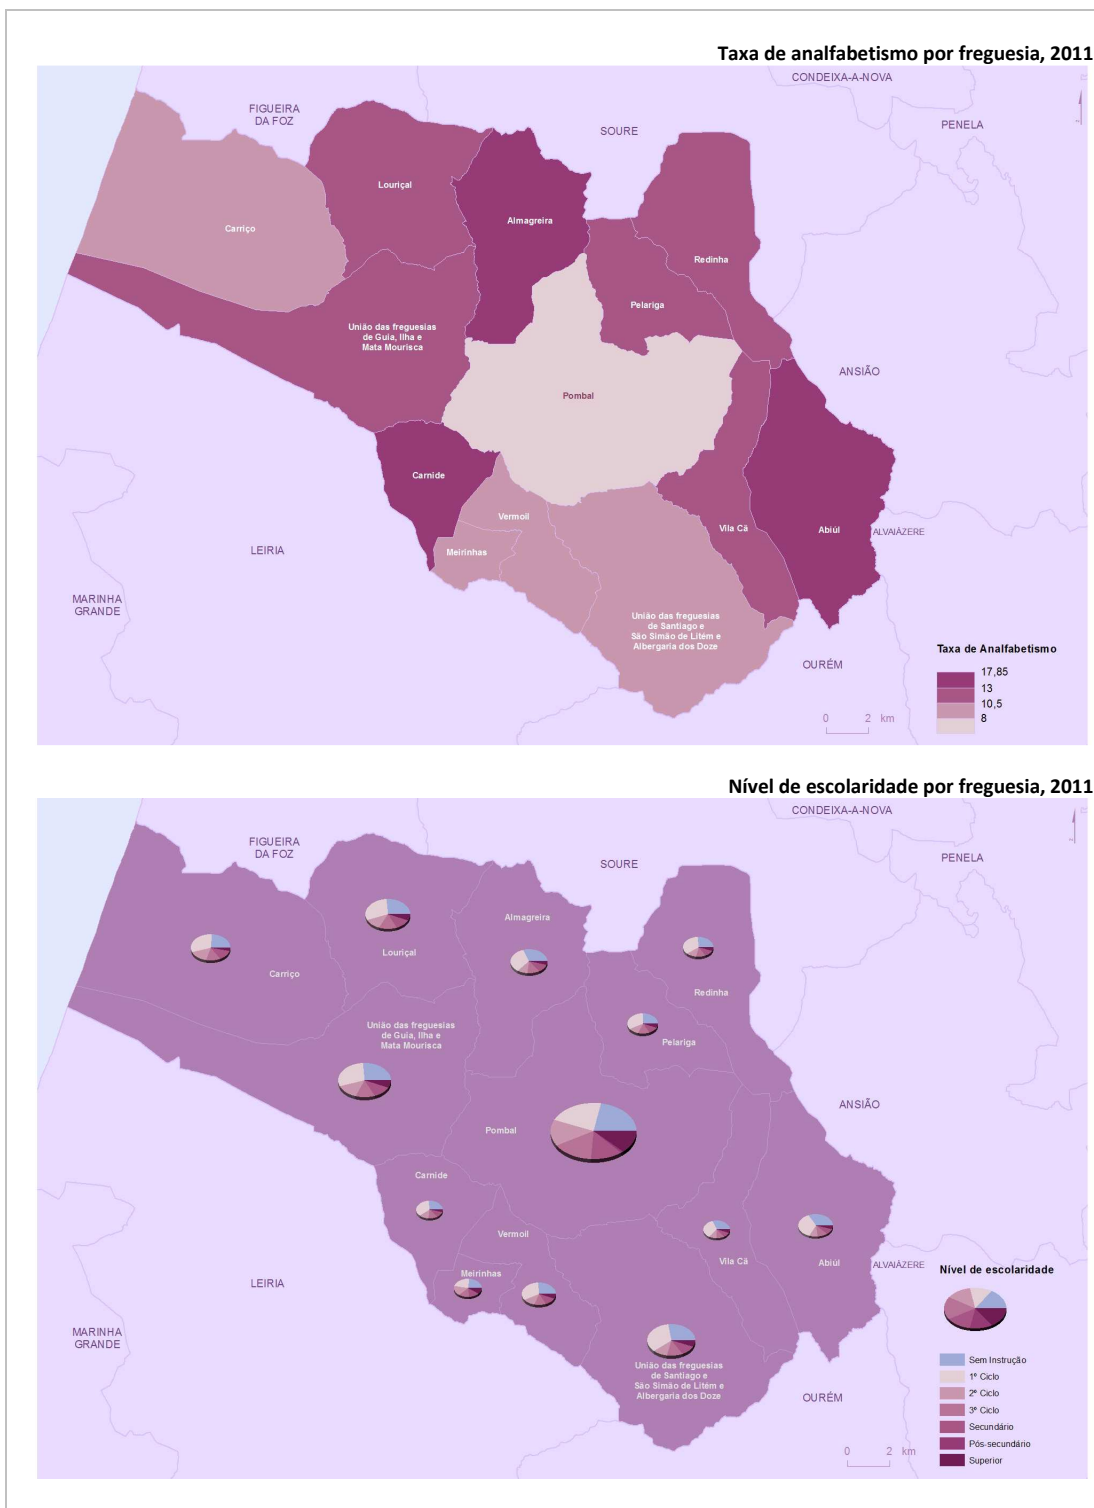 Taxa de analfabetismo por freguesia, 2011
CONDEIXA-A-NOVA
FIGUEIRA
DA FOZ
SOURE
PENELA
Louriçal
Almagreira
Carriço
Redinha
Pelariga
União das freguesias
de Guia, Ilha e
Mata Mourisca
ANSIÃO
Pombal
Carnide
Vermoil
Vila Cã
Abiúl
ALVAIÁZERE
LEIRIA
Meirinhas
MARINHA
GRANDE
União das freguesias
de Santiago e
São Simão de Litém e
Albergaria dos Doze
OURÉM
Taxa de Analfabetismo
17,85
13
10,5
8
0 2 km
Nível de escolaridade por freguesia, 2011
CONDEIXA-A-NOVA
FIGUEIRA
DA FOZ
SOURE
PENELA
Almagreira
Louriçal
Carriço
Redinha
União das freguesias
de Guia, Ilha e
Mata Mourisca
Pelariga
ANSIÃO
Pombal
Carnide
Vermoil
Vila Cã
Abiúl
ALVAIÁZERE
Meirinhas
LEIRIA
MARINHA
GRANDE
União das freguesias
de Santiago e
São Simão de Litém e
Albergaria dos Doze
OURÉM
Nível de escolaridade
Sem Instrução
1º Ciclo
2º Ciclo
3º Ciclo
Secundário
Pós-secundário
Superior
0 2 km